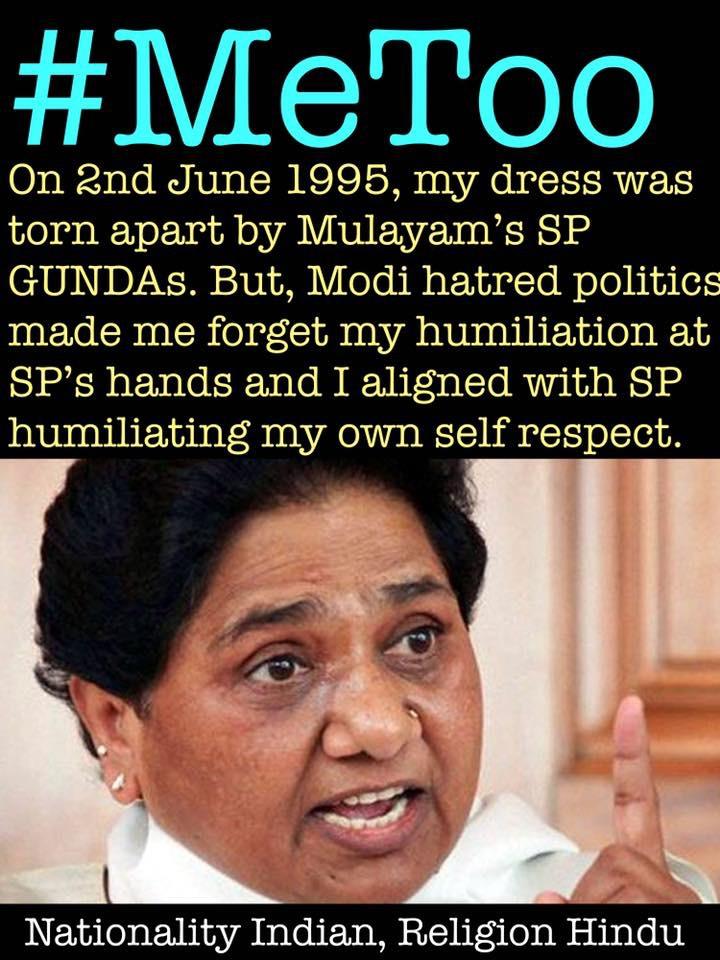 #MeToo
On 2nd June 1995, my dress was
torn apart by Mulayam's SP
GUNDAs. But, Modi hatred politics
made me forget my humiliation at
SP's hands and I aligned with SP
humiliating my own self respect.
Nationality Indian, Religion Hindu